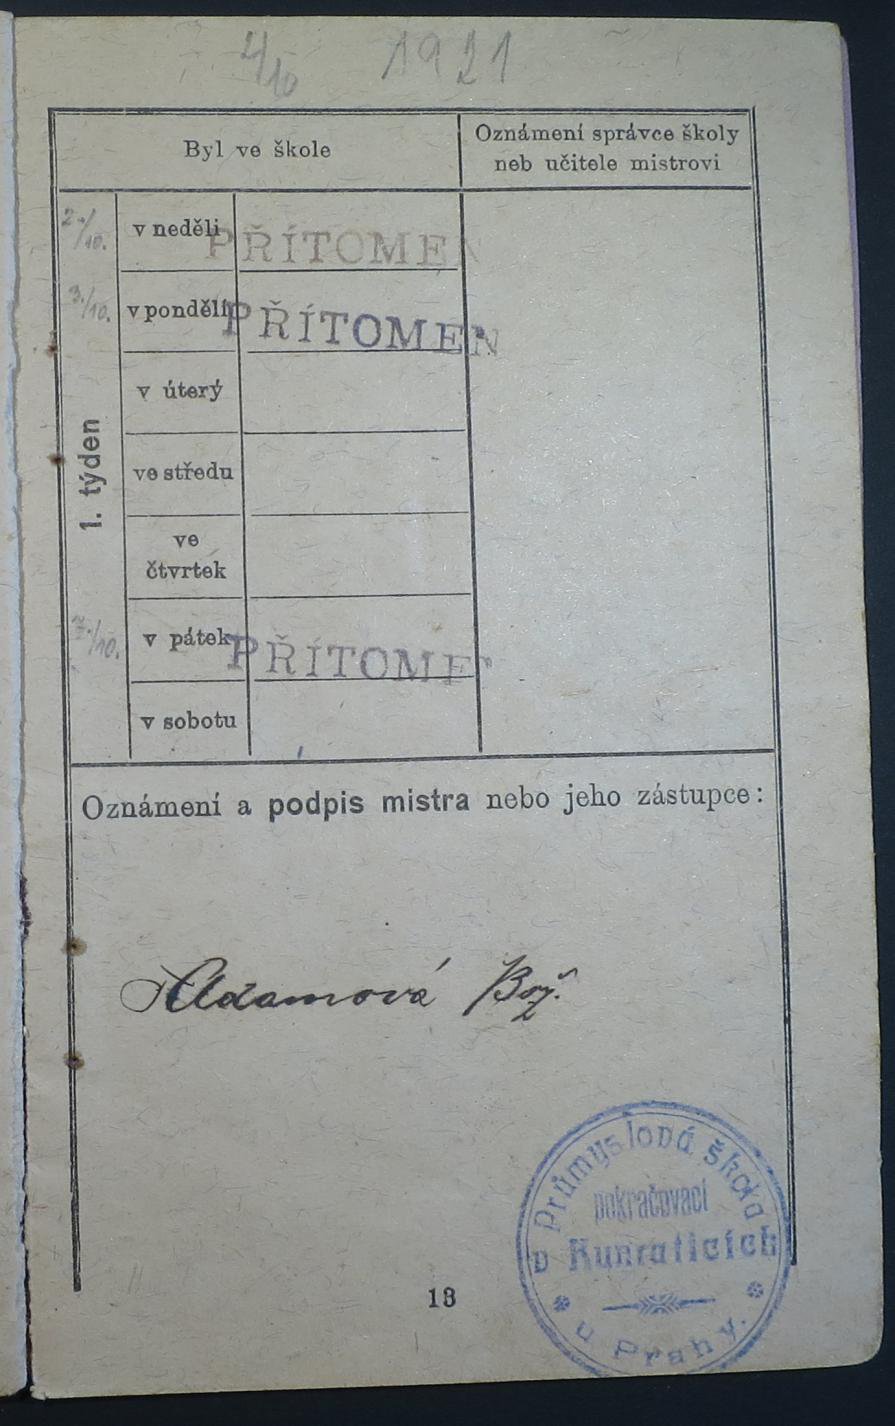 4/10 1921
Byl ve škole
Oznámení správce školy
neb učitele mistrovi
1. týden
2./10. v neděli PŘÍTOMEN
3./10. v pondělí PŘÍTOMEN
v úterý
ve středu
ve
čtvrtek
/10. v pátek PŘÍTOMEN
v sobotu
Oznámení a podpis mistra nebo jeho zástupce:
Adamová Bož.
Průmyslová škola
pokračovací
v Kunraticích
u Prahy.
13